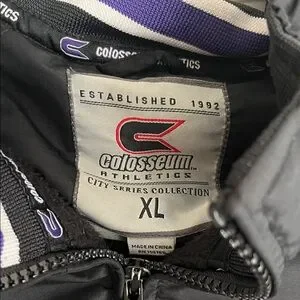 COLOSSEUM ATHLETICS
ESTABLISHED 1992
COLOSSEUM
ATHLETICS
CITY SERIES COLLECTION
XL
MADE IN CHINA